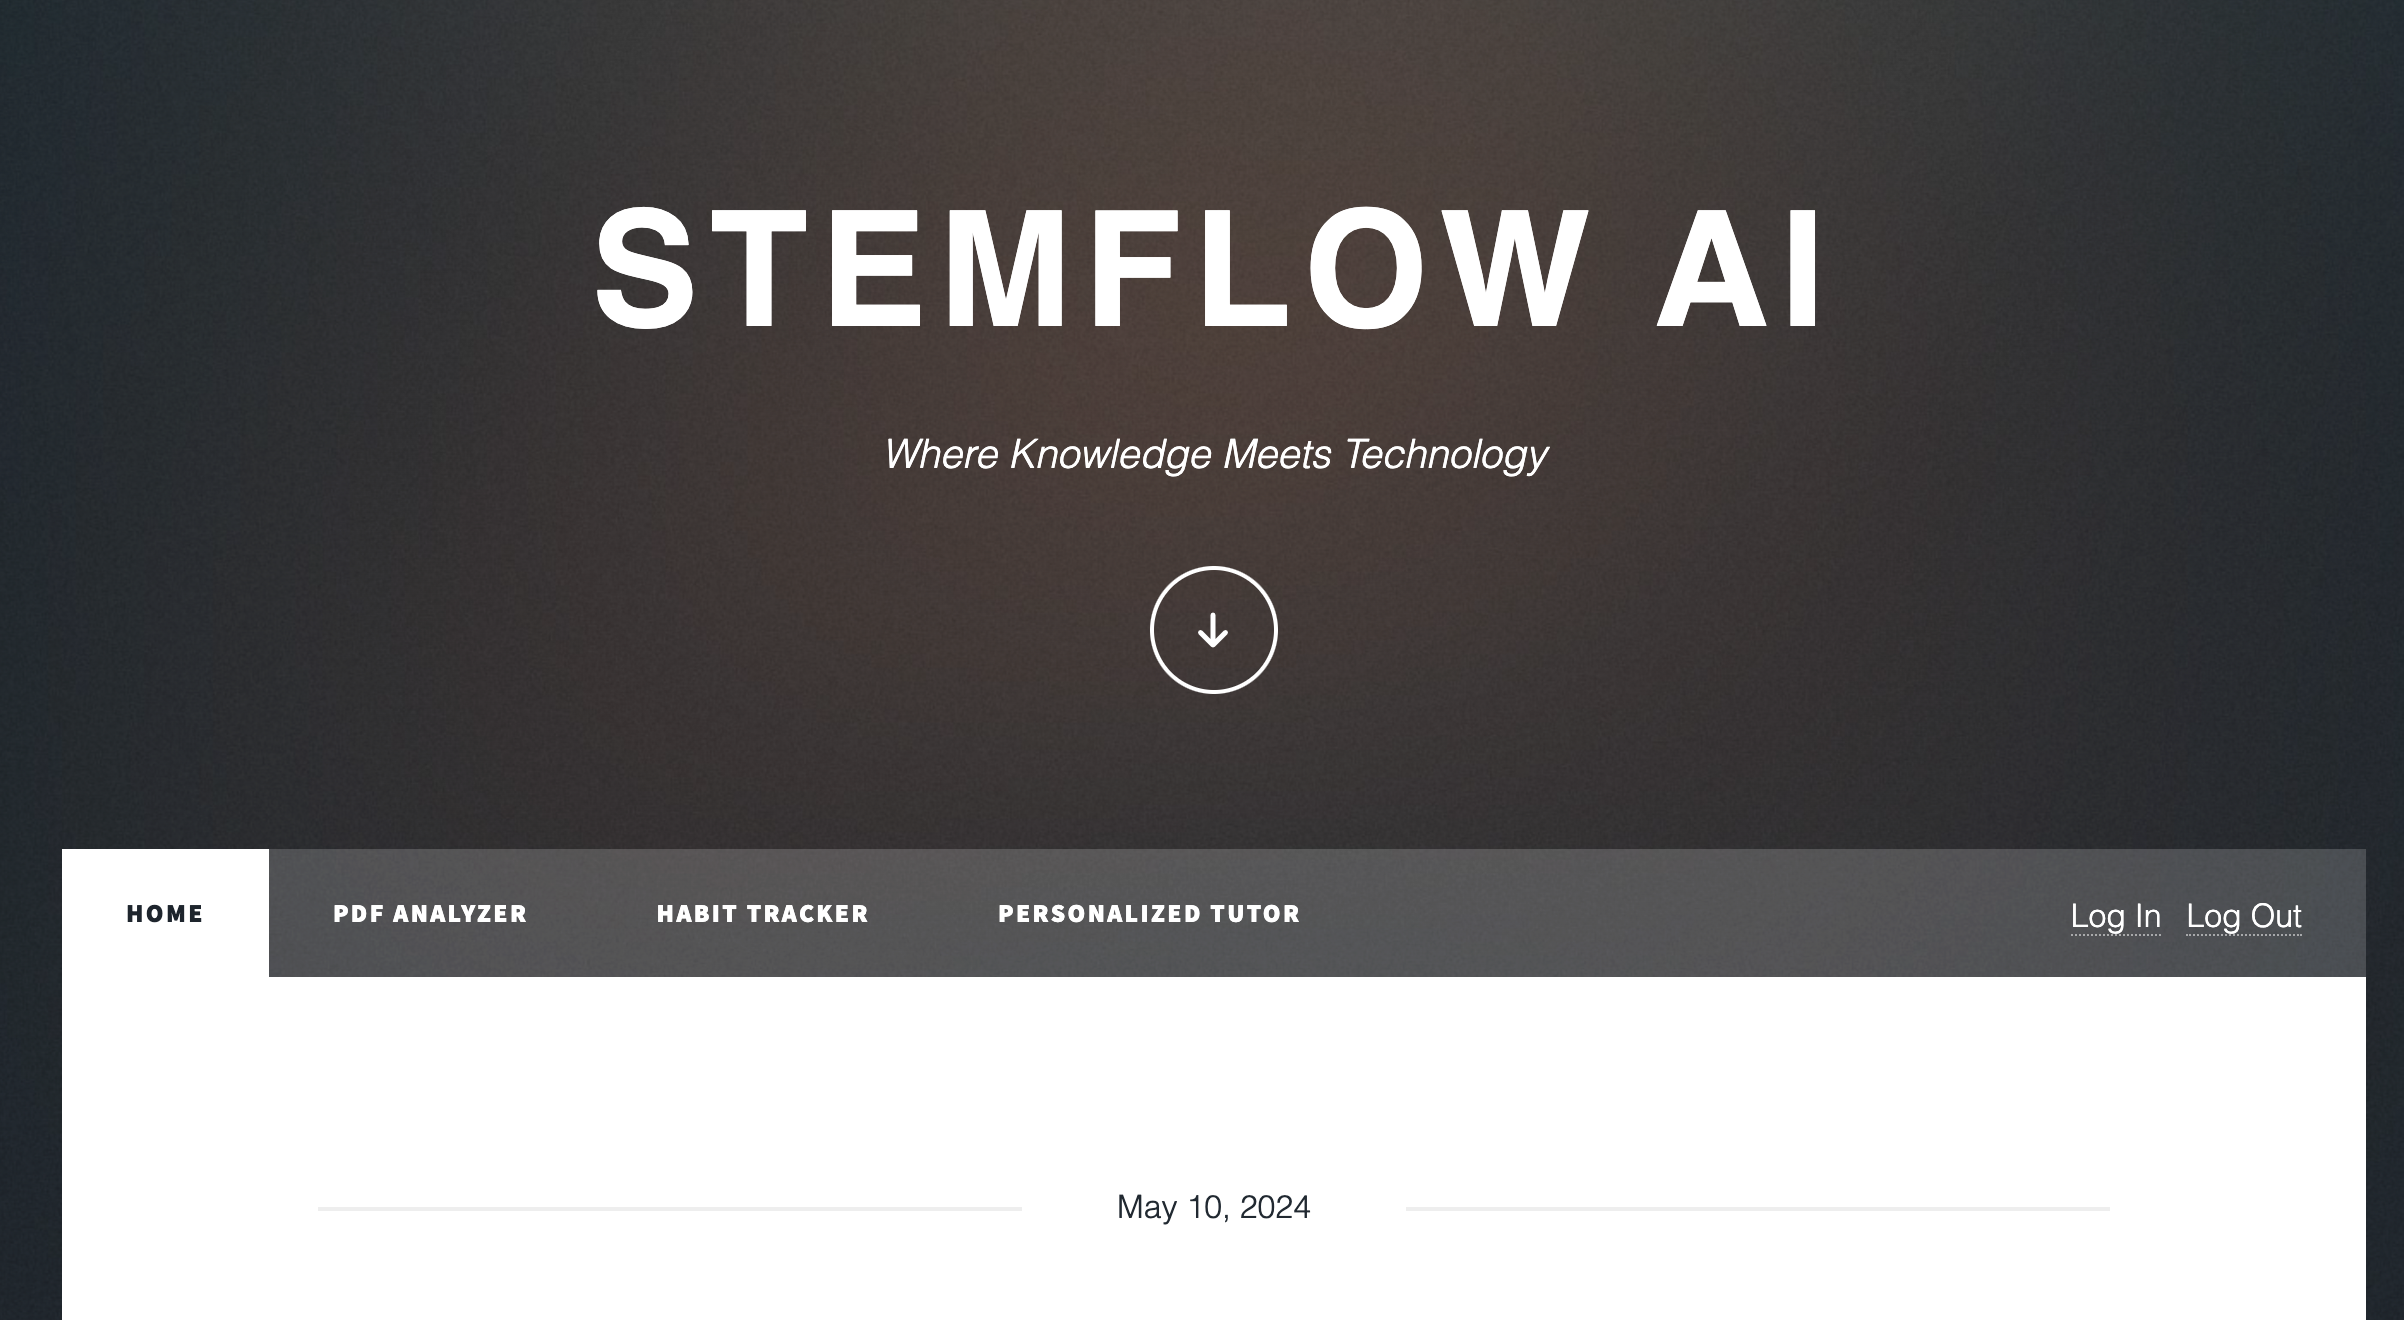 STEMFLOW AI
Where Knowledge Meets Technology
HOME PDF ANALYZER HABIT TRACKER PERSONALIZED TUTOR Log In Log Out
May 10, 2024